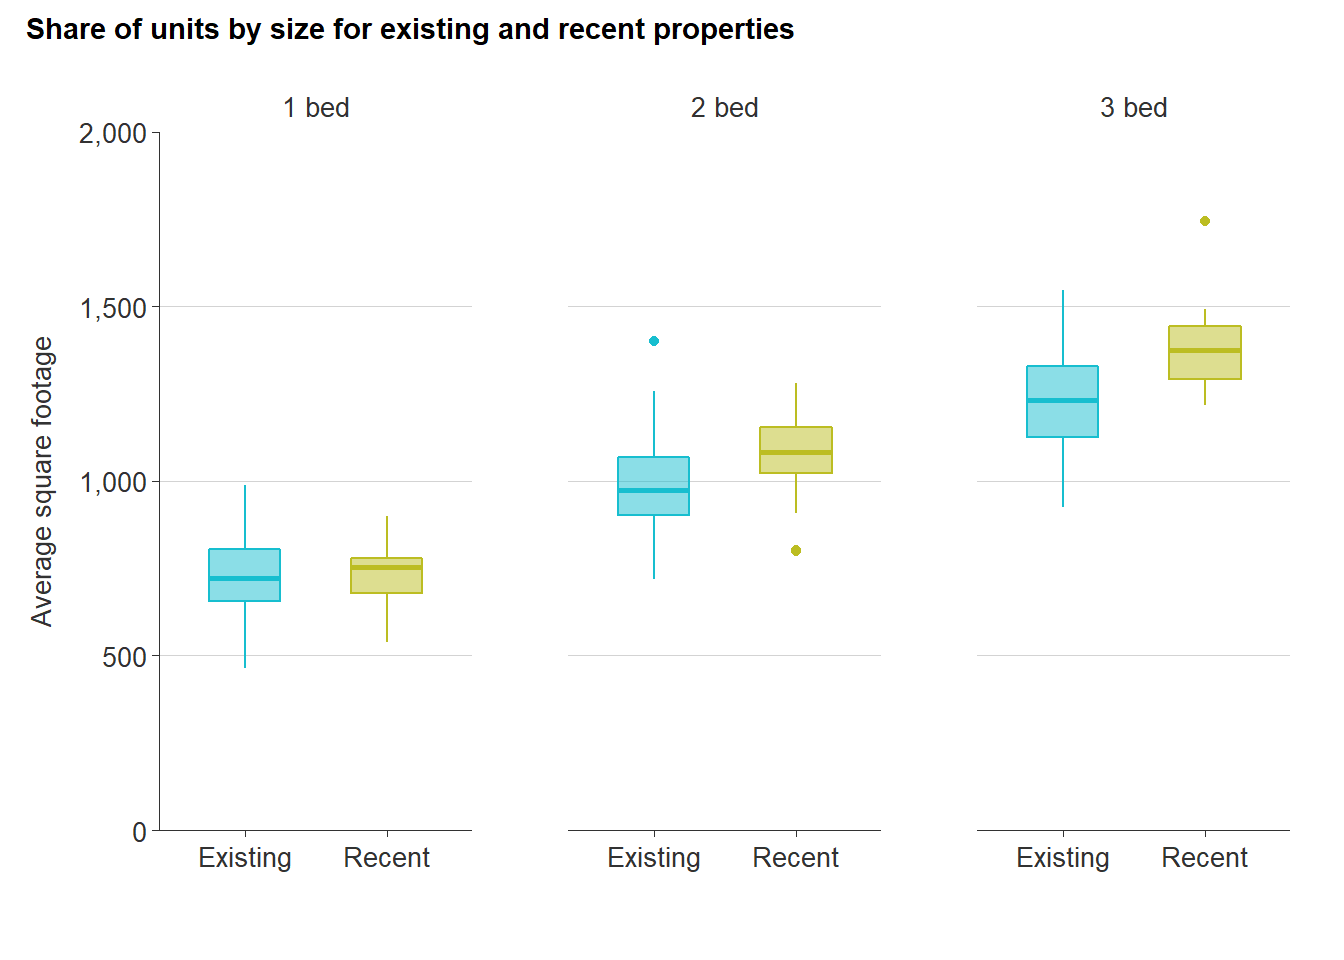 Share of units by size for existing and recent properties
1 bed
2 bed
3 bed
2,000
1,500
1,000
500
0
Average square footage
Existing
Recent
Existing
Recent
Existing
Recent